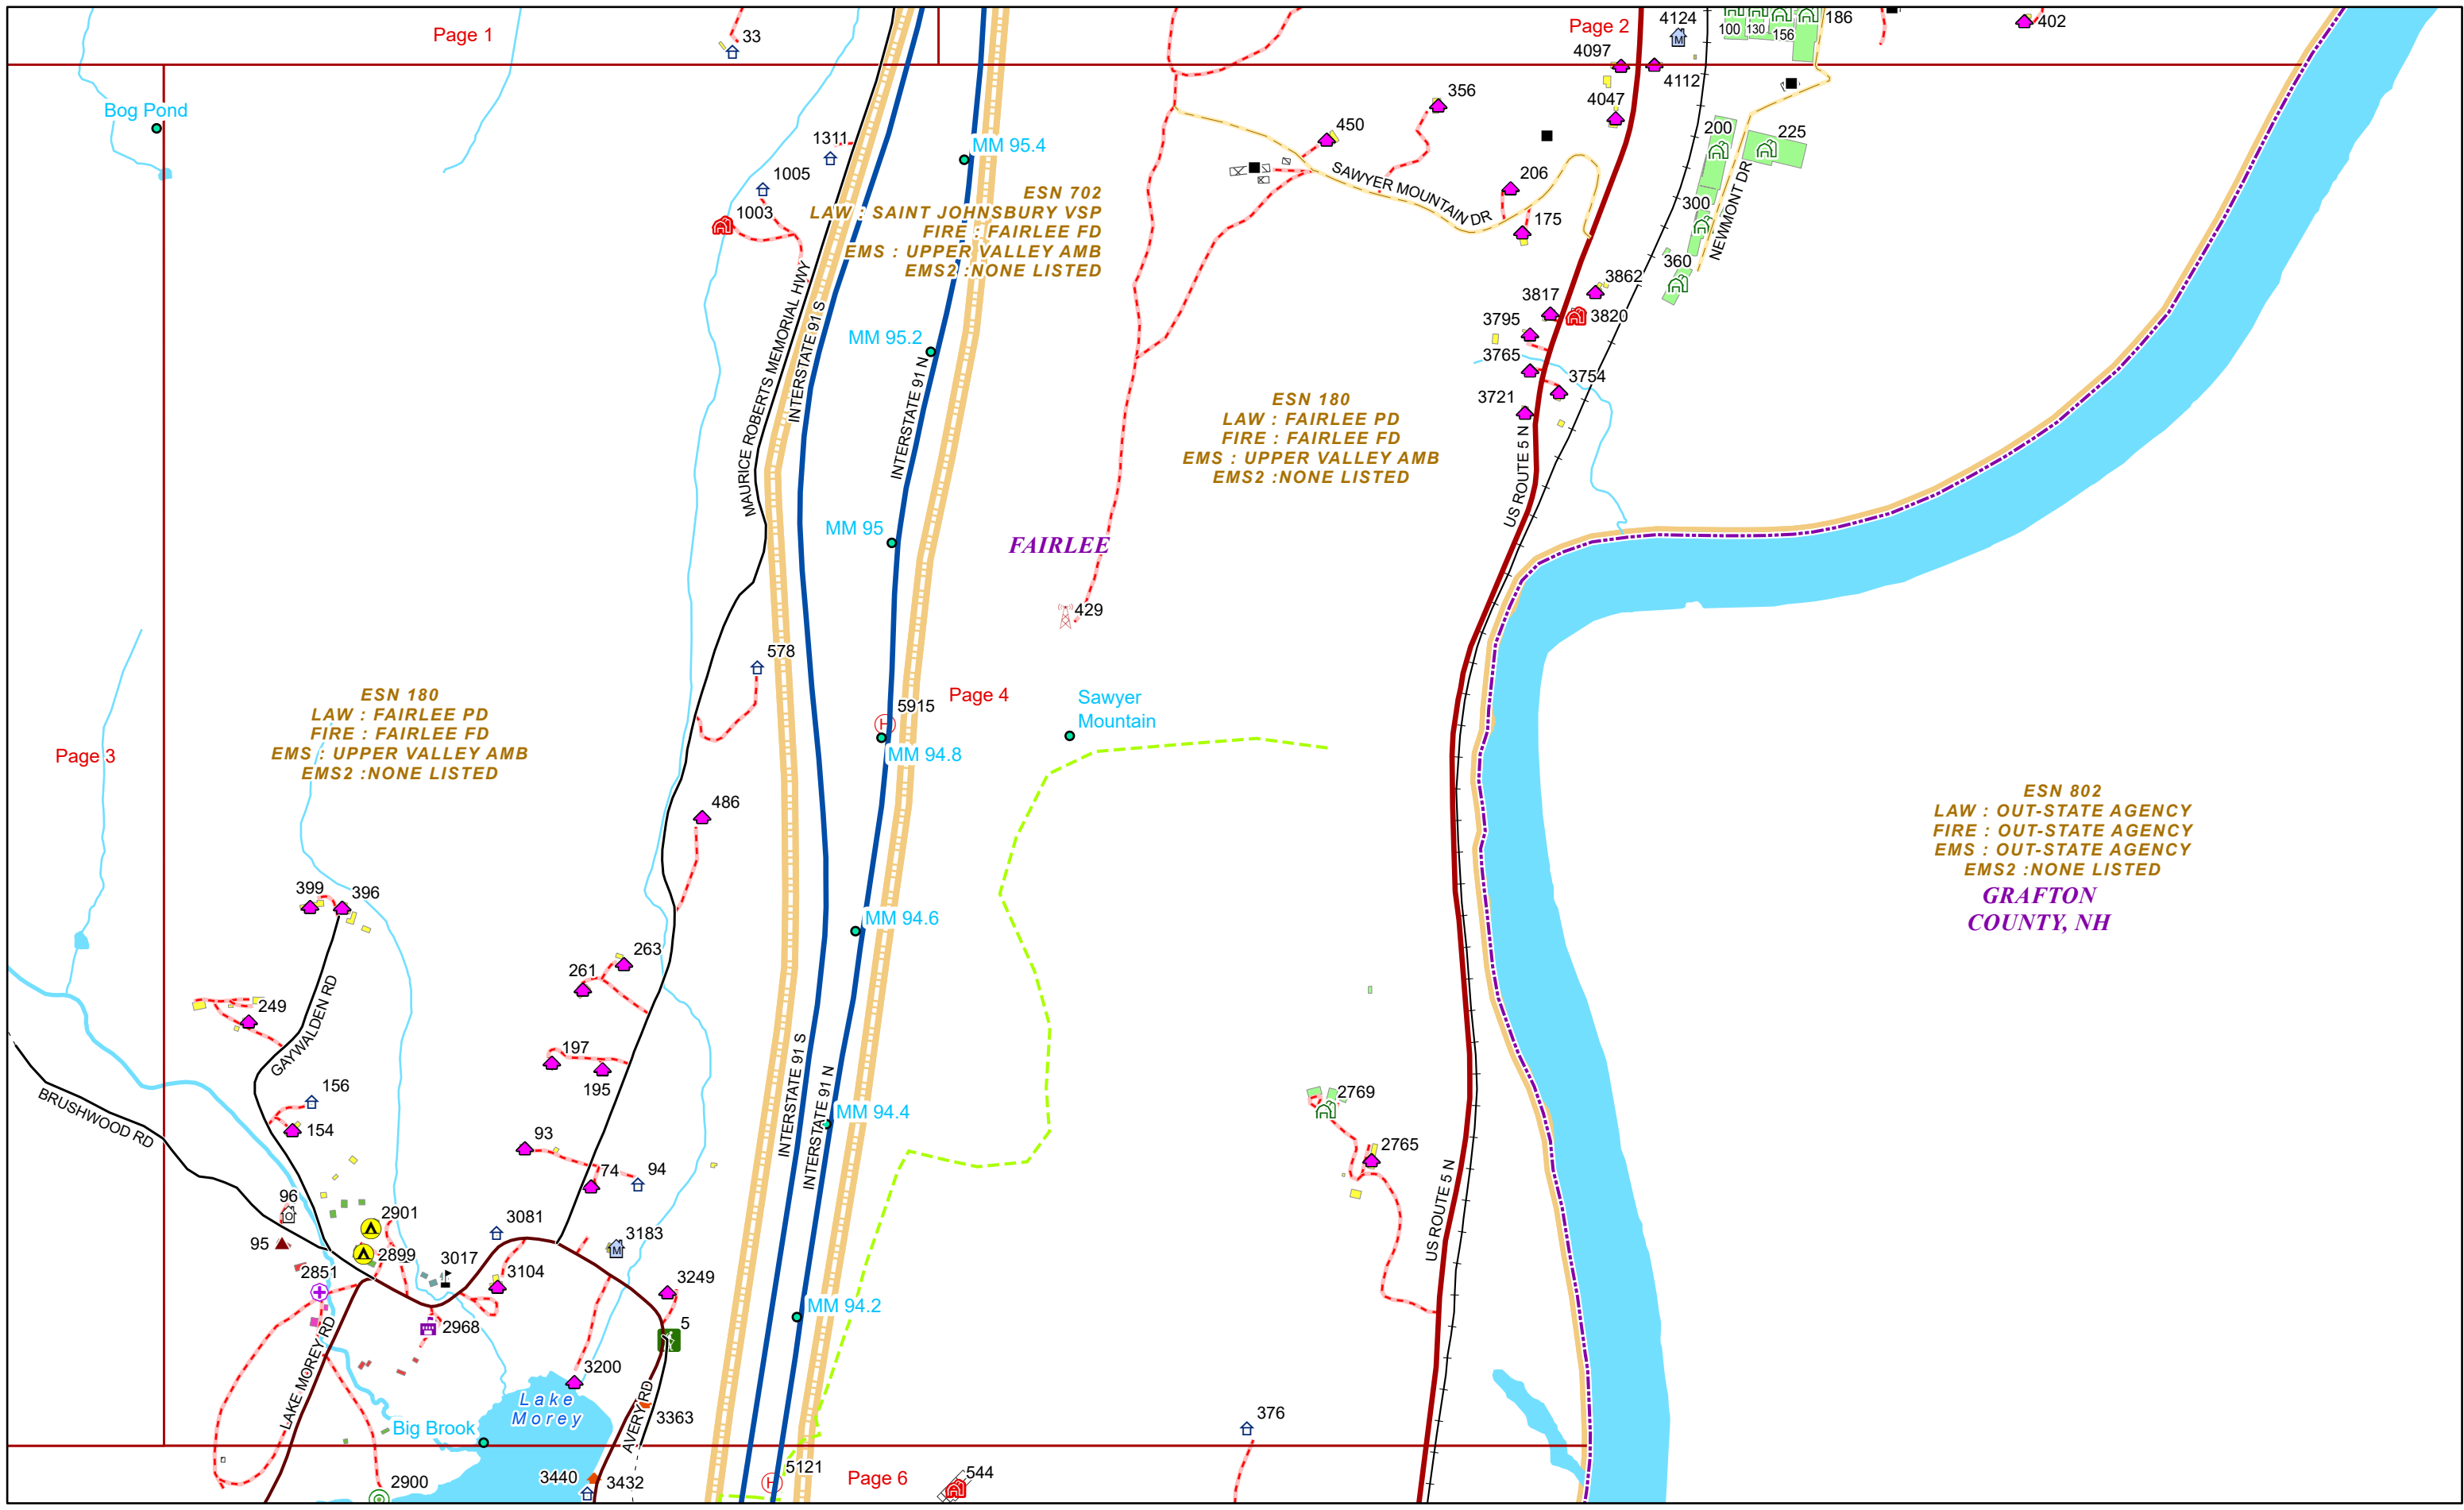 Page 1
33
Page 2
4124
4097
4112
100
130
156
186
402
Bog Pond
4047
356
450
1311
MM 95.4
200
225
1005
1003
ESN 702
LAW : SAINT JOHNSBURY VSP
FIRE : FAIRLEE FD
EMS : UPPER VALLEY AMB
EMS2 :NONE LISTED
SAWYER MOUNTAIN DR
206
175
300
NEWMONT DR
360
3862
3817
3820
3795
3765
3754
3721
MAURICE ROBERTS MEMORIAL HWY
INTERSTATE 91 S
MM 95.2
INTERSTATE 91 N
ESN 180
LAW : FAIRLEE PD
FIRE : FAIRLEE FD
EMS : UPPER VALLEY AMB
EMS2 :NONE LISTED
US ROUTE 5 N
MM 95
FAIRLEE
429
578
Page 4
5915
H
MM 94.8
Sawyer
Mountain
Page 3
ESN 180
LAW : FAIRLEE PD
FIRE : FAIRLEE FD
EMS : UPPER VALLEY AMB
EMS2 :NONE LISTED
486
ESN 802
LAW : OUT-STATE AGENCY
FIRE : OUT-STATE AGENCY
EMS : OUT-STATE AGENCY
EMS2 :NONE LISTED
GRAFTON
COUNTY, NH
399
396
MM 94.6
263
261
249
GAYWALDEN RD
197
195
INTERSTATE 91 S
INTERSTATE 91 N
MM 94.4
BRUSHWOOD RD
156
154
2769
2765
93
74
94
96
95
2901
2899
3081
3017
3183
M
M
2851
3104
3249
US ROUTE 5 N
5
MM 94.2
2968
LAKE MOREY RD
3200
Lake
Morey
AVERY RD
3363
Big Brook
376
2900
3440
3432
5121
H
Page 6
544